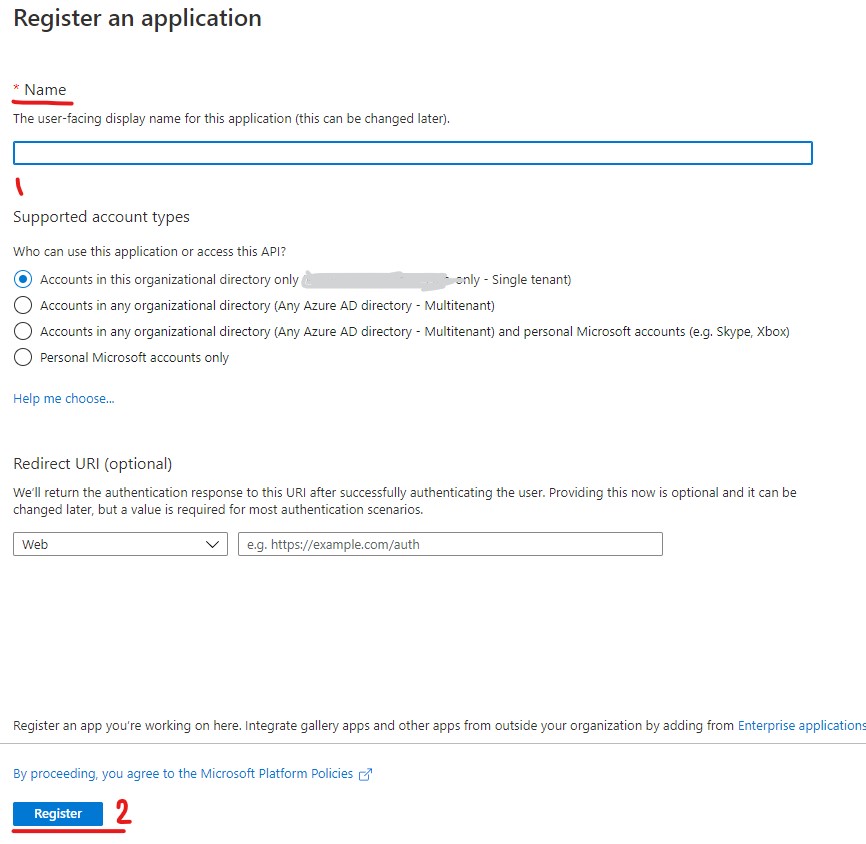 Register an application
* Name
The user-facing display name for this application (this can be changed later).
1
Supported account types
Who can use this application or access this API?
Accounts in this organizational directory only only - Single tenant)
Accounts in any organizational directory (Any Azure AD directory - Multitenant)
Accounts in any organizational directory (Any Azure AD directory - Multitenant) and personal Microsoft accounts (e.g. Skype, Xbox)
Personal Microsoft accounts only
Help me choose...
Redirect URI (optional)
We'll return the authentication response to this URI after successfully authenticating the user. Providing this now is optional and it can be
changed later, but a value is required for most authentication scenarios.
Web e.g. https://example.com/auth
Register an app you're working on here. Integrate gallery apps and other apps from outside your organization by adding from Enterprise applications
By proceeding, you agree to the Microsoft Platform Policies
Register 2